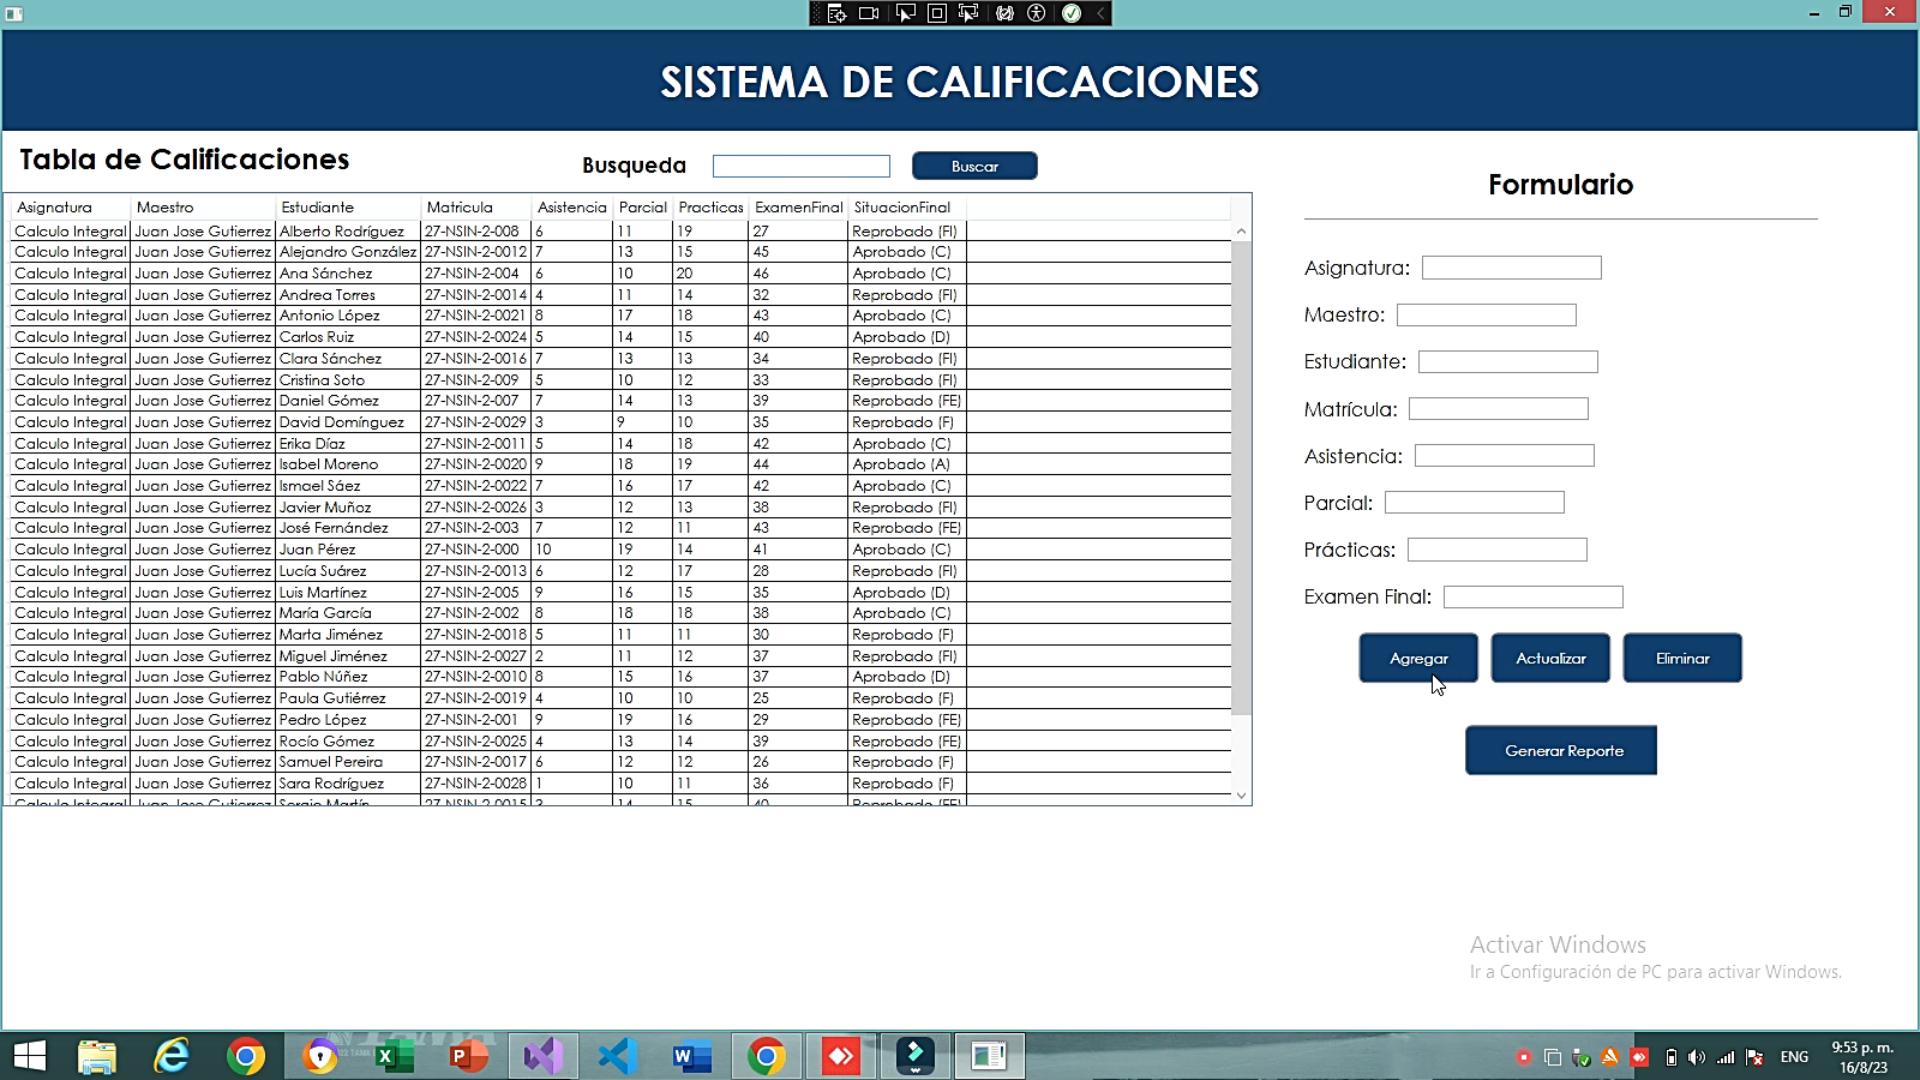 SISTEMA DE CALIFICACIONES
Tabla de Calificaciones
Busqueda
Buscar
Asignatura Maestro Estudiante Matricula Asistencia Parcial Practicas ExamenFinal SituacionFinal
Calculo Integral Juan Jose Gutierrez Alberto Rodríguez 27-NSIN-2-008 6 11 19 27 Reprobado (FI)
Calculo Integral Juan Jose Gutierrez Alejandro González 27-NSIN-2-0012 7 13 15 45 Aprobado (C)
Calculo Integral Juan Jose Gutierrez Ana Sánchez 27-NSIN-2-004 6 10 20 46 Aprobado (C)
Calculo Integral Juan Jose Gutierrez Andrea Torres 27-NSIN-2-0014 4 11 14 32 Reprobado (FI)
Calculo Integral Juan Jose Gutierrez Antonio López 27-NSIN-2-0021 8 17 18 43 Aprobado (C)
Calculo Integral Juan Jose Gutierrez Carlos Ruiz 27-NSIN-2-0024 5 14 15 40 Aprobado (D)
Calculo Integral Juan Jose Gutierrez Clara Sánchez 27-NSIN-2-0016 7 13 13 34 Reprobado (FI)
Calculo Integral Juan Jose Gutierrez Cristina Soto 27-NSIN-2-009 5 10 12 33 Reprobado (FI)
Calculo Integral Juan Jose Gutierrez Daniel Gómez 27-NSIN-2-007 7 14 13 39 Reprobado (FE)
Calculo Integral Juan Jose Gutierrez David Domínguez 27-NSIN-2-0029 3 9 10 35 Reprobado (F)
Calculo Integral Juan Jose Gutierrez Erika Díaz 27-NSIN-2-0011 5 14 18 42 Aprobado (C)
Calculo Integral Juan Jose Gutierrez Isabel Moreno 27-NSIN-2-0020 9 18 19 44 Aprobado (A)
Calculo Integral Juan Jose Gutierrez Ismael Sáez 27-NSIN-2-0022 7 16 17 42 Aprobado (C)
Calculo Integral Juan Jose Gutierrez Javier Muñoz 27-NSIN-2-0026 3 12 13 38 Reprobado (FI)
Calculo Integral Juan Jose Gutierrez José Fernández 27-NSIN-2-003 7 12 11 43 Reprobado (FE)
Calculo Integral Juan Jose Gutierrez Juan Pérez 27-NSIN-2-000 10 19 14 41 Aprobado (C)
Calculo Integral Juan Jose Gutierrez Lucía Suárez 27-NSIN-2-0013 6 12 17 28 Reprobado (FI)
Calculo Integral Juan Jose Gutierrez Luis Martínez 27-NSIN-2-005 9 16 15 35 Aprobado (D)
Calculo Integral Juan Jose Gutierrez María García 27-NSIN-2-002 8 18 18 38 Aprobado (C)
Calculo Integral Juan Jose Gutierrez Marta Jiménez 27-NSIN-2-0018 5 11 11 30 Reprobado (F)
Calculo Integral Juan Jose Gutierrez Miguel Jiménez 27-NSIN-2-0027 2 11 12 37 Reprobado (FI)
Calculo Integral Juan Jose Gutierrez Pablo Núñez 27-NSIN-2-0010 8 15 16 37 Aprobado (D)
Calculo Integral Juan Jose Gutierrez Paula Gutiérrez 27-NSIN-2-0019 4 10 10 25 Reprobado (F)
Calculo Integral Juan Jose Gutierrez Pedro López 27-NSIN-2-001 9 19 16 29 Reprobado (FE)
Calculo Integral Juan Jose Gutierrez Rocío Gómez 27-NSIN-2-0025 4 13 14 39 Reprobado (FE)
Calculo Integral Juan Jose Gutierrez Samuel Pereira 27-NSIN-2-0017 6 12 12 26 Reprobado (F)
Calculo Integral Juan Jose Gutierrez Sara Rodríguez 27-NSIN-2-0028 1 10 11 36 Reprobado (F)
Calculo Integral Juan Jose Gutierrez Sergio Martín 27-NSIN-2-0015 3 14 15 40 Reprobado (FE)
Formulario
Asignatura:
Maestro:
Estudiante:
Matrícula:
Asistencia:
Parcial:
Prácticas:
Examen Final:
Agregar
Actualizar
Eliminar
Generar Reporte
Activar Windows
Ir a Configuración de PC para activar Windows.
ENG
9:53 p. m.
16/8/23